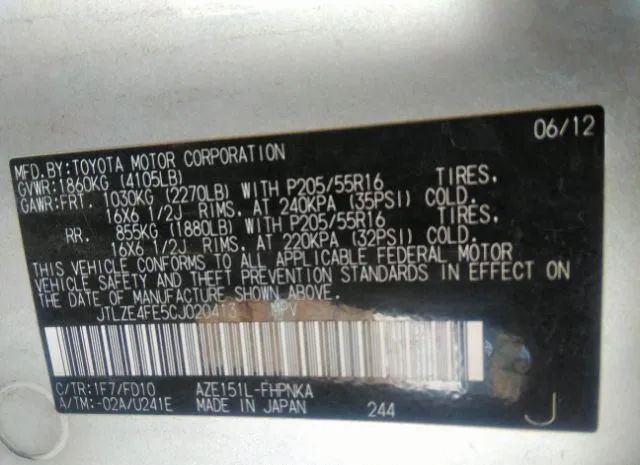 06/12
MFD.BY:TOYOTA MOTOR CORPORATION
GVWR:1860KG (4105LB)
GAWR:FRT. 1030KG (2270LB) WITH P205/55R16 TIRES,
16X6 1/2J RIMS, AT 240KPA (35PSI) COLD.
RR. 855KG (1880LB) WITH P205/55R16 TIRES,
16X6 1/2J RIMS, AT 220KPA (32PSI) COLD.
THIS VEHICLE CONFORMS TO ALL APPLICABLE FEDERAL MOTOR
VEHICLE SAFETY AND THEFT PREVENTION STANDARDS IN EFFECT ON
THE DATE OF MANUFACTURE SHOWN ABOVE.
JTLZE4FE5CJ020413 MPV
C/TR:1F7/FD10 AZE151L-FHPNKA
A/TM:-02A/U241E MADE IN JAPAN 244 J